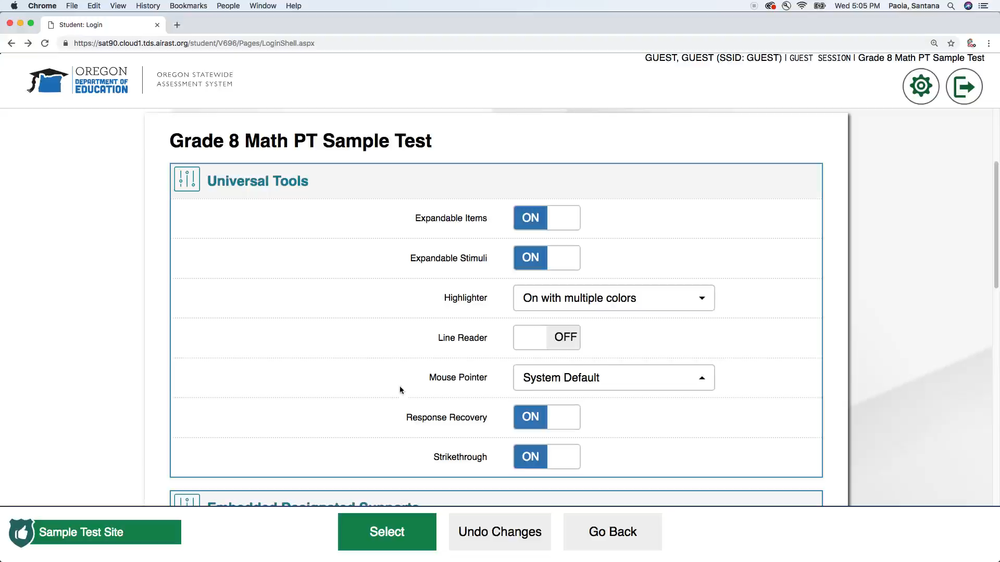 Chrome File Edit View History Bookmarks People Window Help Wed 5:05 PM Paola, Santana
Student: Login
https://sat90.cloud1.tds.airast.org/student/V696/Pages/LoginShell.aspx
GUEST, GUEST (SSID: GUEST) | GUEST SESSION | Grade 8 Math PT Sample Test
OREGON
DEPARTMENT OF
EDUCATION
OREGON STATEWIDE
ASSESSMENT SYSTEM
Grade 8 Math PT Sample Test
Universal Tools
Expandable Items ON
Expandable Stimuli ON
Highlighter On with multiple colors
Line Reader OFF
Mouse Pointer System Default
Response Recovery ON
Strikethrough ON
Embedded Designated Supports
Sample Test Site
Select Undo Changes Go Back